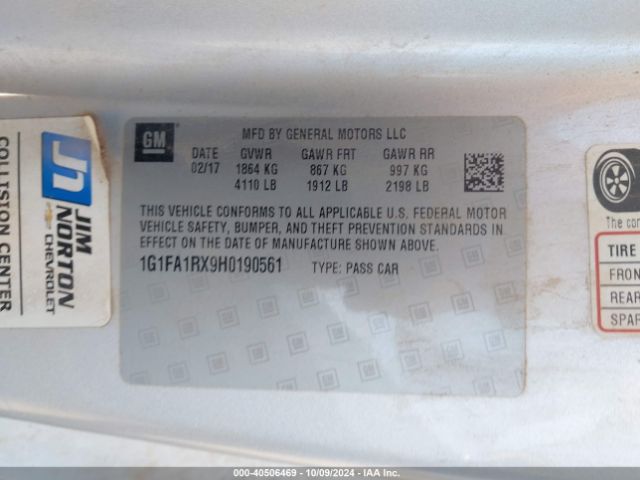 GM
MFD BY GENERAL MOTORS LLC
DATE GVWR GAWR FRT GAWR RR
02/17 1864 KG 867 KG 997 KG
4110 LB 1912 LB 2198 LB
THIS VEHICLE CONFORMS TO ALL APPLICABLE U.S. FEDERAL MOTOR
VEHICLE SAFETY, BUMPER, AND THEFT PREVENTION STANDARDS IN
EFFECT ON THE DATE OF MANUFACTURE SHOWN ABOVE.
1G1FA1RX9H0190561 TYPE: PASS CAR
JN
JIM
NORTON
CHEVROLET
COLLISION CENTER
The con
TIRE
FRON
REAR
SPAR
000-40506469 - 10/09/2024 - IAA Inc.